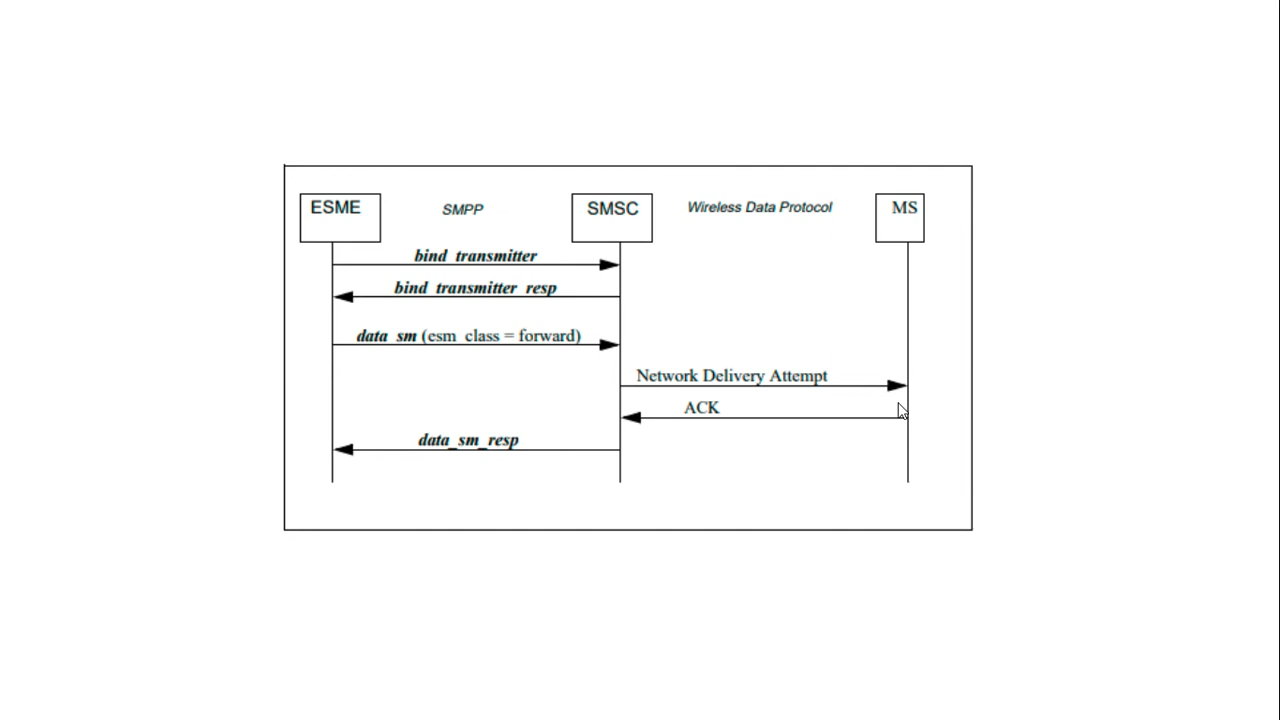 ESME SMPP SMSC Wireless Data Protocol MS
bind_transmitter
bind_transmitter_resp
data_sm (esm_class = forward)
Network Delivery Attempt
ACK
data_sm_resp